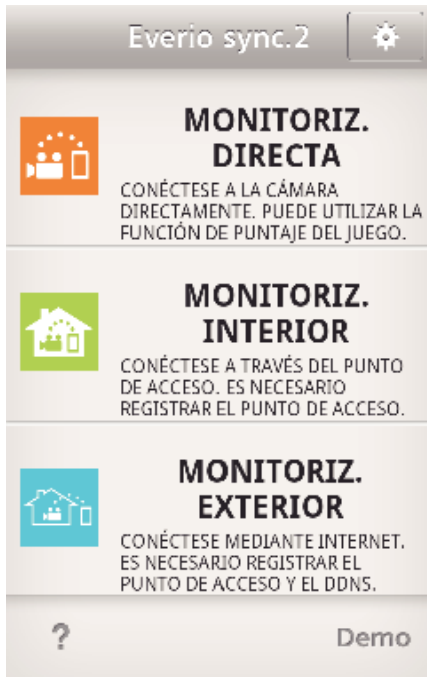 Everio sync.2
MONITORIZ.
DIRECTA
CONÉCTESE A LA CÁMARA
DIRECTAMENTE. PUEDE UTILIZAR LA
FUNCIÓN DE PUNTAJE DEL JUEGO.
MONITORIZ.
INTERIOR
CONÉCTESE A TRAVÉS DEL PUNTO
DE ACCESO. ES NECESARIO
REGISTRAR EL PUNTO DE ACCESO.
MONITORIZ.
EXTERIOR
CONÉCTESE MEDIANTE INTERNET.
ES NECESARIO REGISTRAR EL
PUNTO DE ACCESO Y EL DDNS.
? Demo